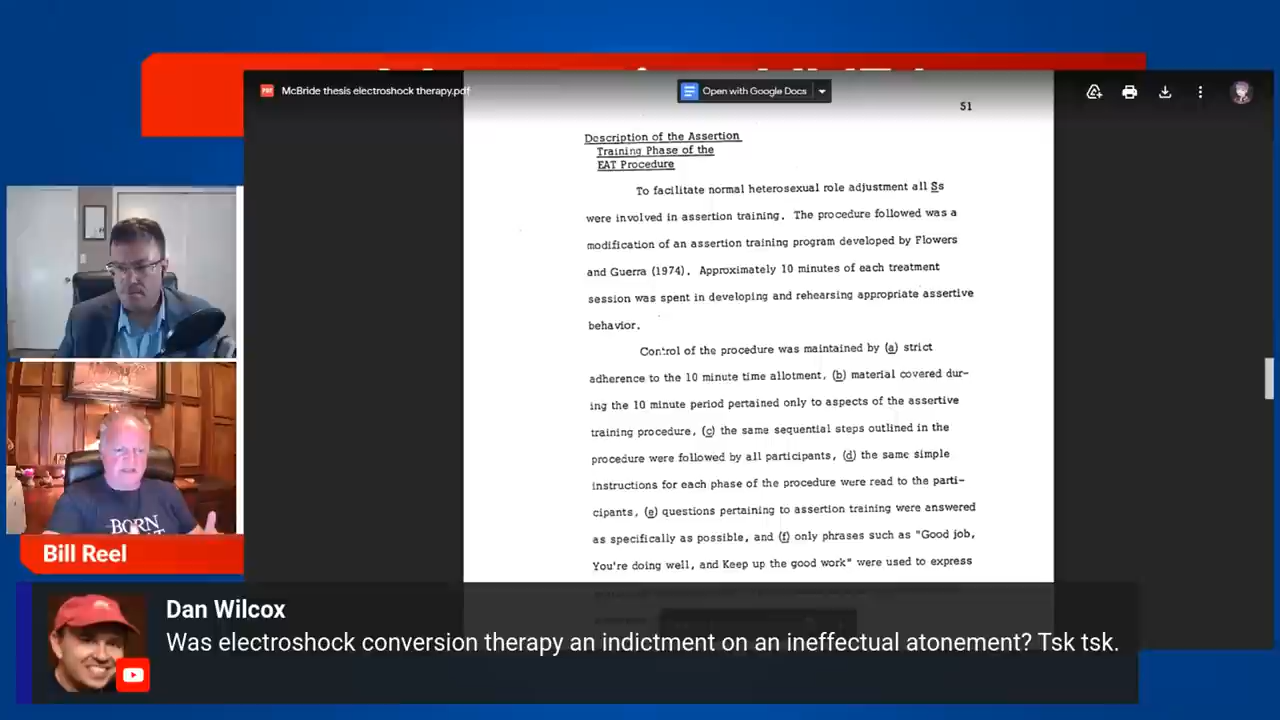 McBride thesis electroshock therapy.pdf
Open with Google Docs
51
Description of the Assertion
Training Phase of the
EAT Procedure
To facilitate normal heterosexual role adjustment all Ss
were involved in assertion training. The procedure followed was a
modification of an assertion training program developed by Flowers
and Guerra (1974). Approximately 10 minutes of each treatment
session was spent in developing and rehearsing appropriate assertive
behavior.
Control of the procedure was maintained by (a) strict
adherence to the 10 minute time allotment, (b) material covered dur-
ing the 10 minute period pertained only to aspects of the assertive
training procedure, (c) the same sequential steps outlined in the
procedure were followed by all participants, (d) the same simple
instructions for each phase of the procedure were read to the parti-
cipants, (e) questions pertaining to assertion training were answered
as specifically as possible, and (f) only phrases such as "Good job,
You're doing well, and Keep up the good work" were used to express
BORN
Bill Reel
Dan Wilcox
Was electroshock conversion therapy an indictment on an ineffectual atonement? Tsk tsk.